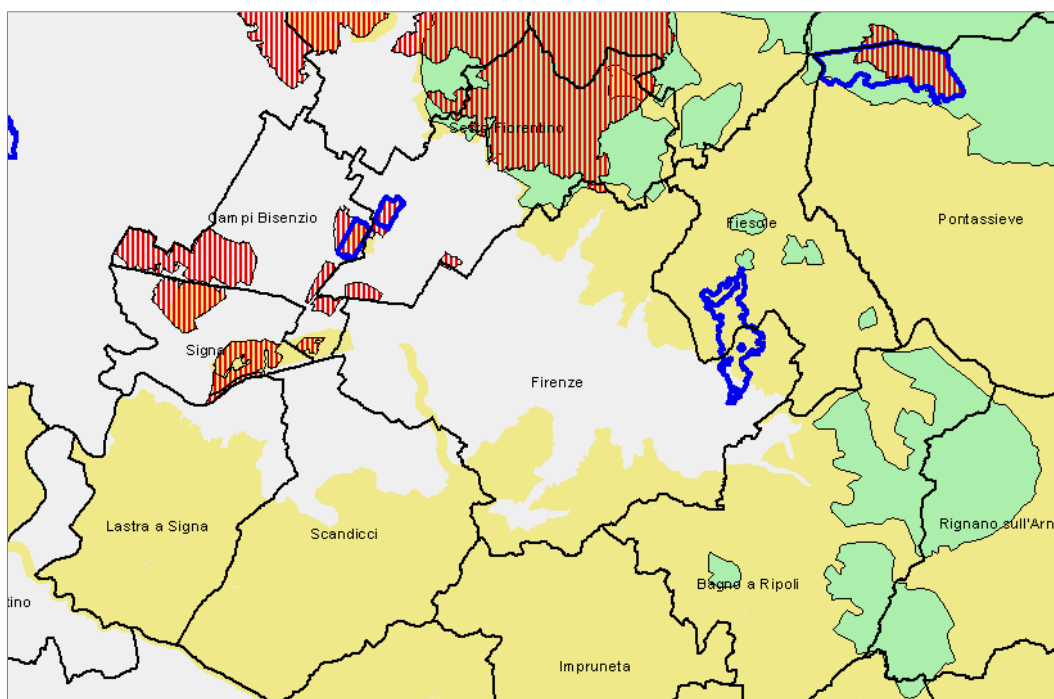 Sesto Fiorentino
Campi Bisenzio
Fiesole
Pontassieve
Signa
Firenze
Lastra a Signa
Scandicci
Rignano sull'Arn
Bagno a Ripoli
tino
Impruneta